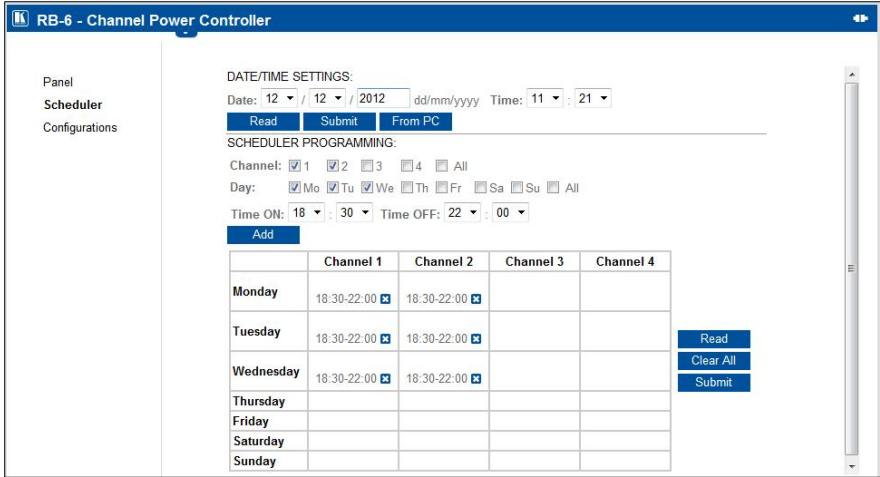 RB-6 - Channel Power Controller
Panel
Scheduler
Configurations
DATE/TIME SETTINGS:
Date: 12 / 12 / 2012 dd/mm/yyyy Time: 11 : 21
Read Submit From PC
SCHEDULER PROGRAMMING:
Channel: 1 2 3 4 All
Day: Mo Tu We Th Fr Sa Su All
Time ON: 18 : 30 Time OFF: 22 : 00
Add
Channel 1 Channel 2 Channel 3 Channel 4
Monday 18:30-22:00 18:30-22:00
Tuesday 18:30-22:00 18:30-22:00
Wednesday 18:30-22:00 18:30-22:00
Thursday
Friday
Saturday
Sunday
Read
Clear All
Submit